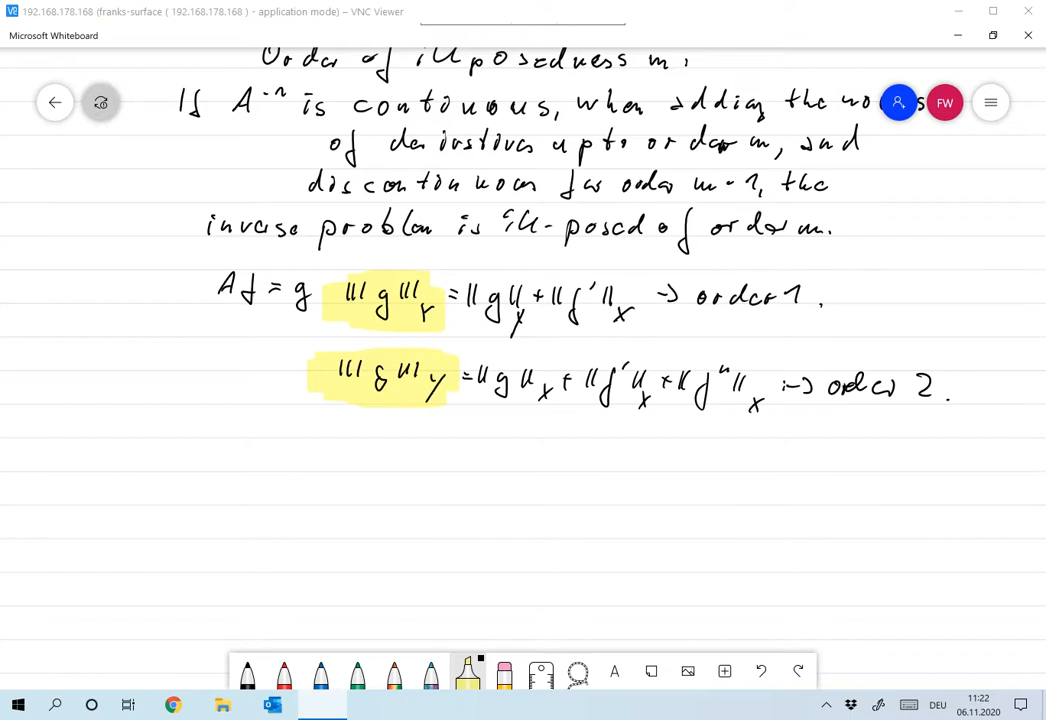 192.168.178.168 (franks-surface ( 192.168.178.168 ) - application mode) – VNC Viewer
Microsoft Whiteboard
Order of ill posedness m.
If A⁻¹ is continuous, when adding the norms
FW
of derivatives up to order m, and
discontinuous for order m-1, the
inverse problem is ill-posed of order m.
Af = g |||g|||_Y = ||g||_X + ||g'||_X -> order 1.
|||g|||_Y = ||g||_X + ||g'||_X + ||g"||_X -> order 2.
A
DEU
11:22
06.11.2020